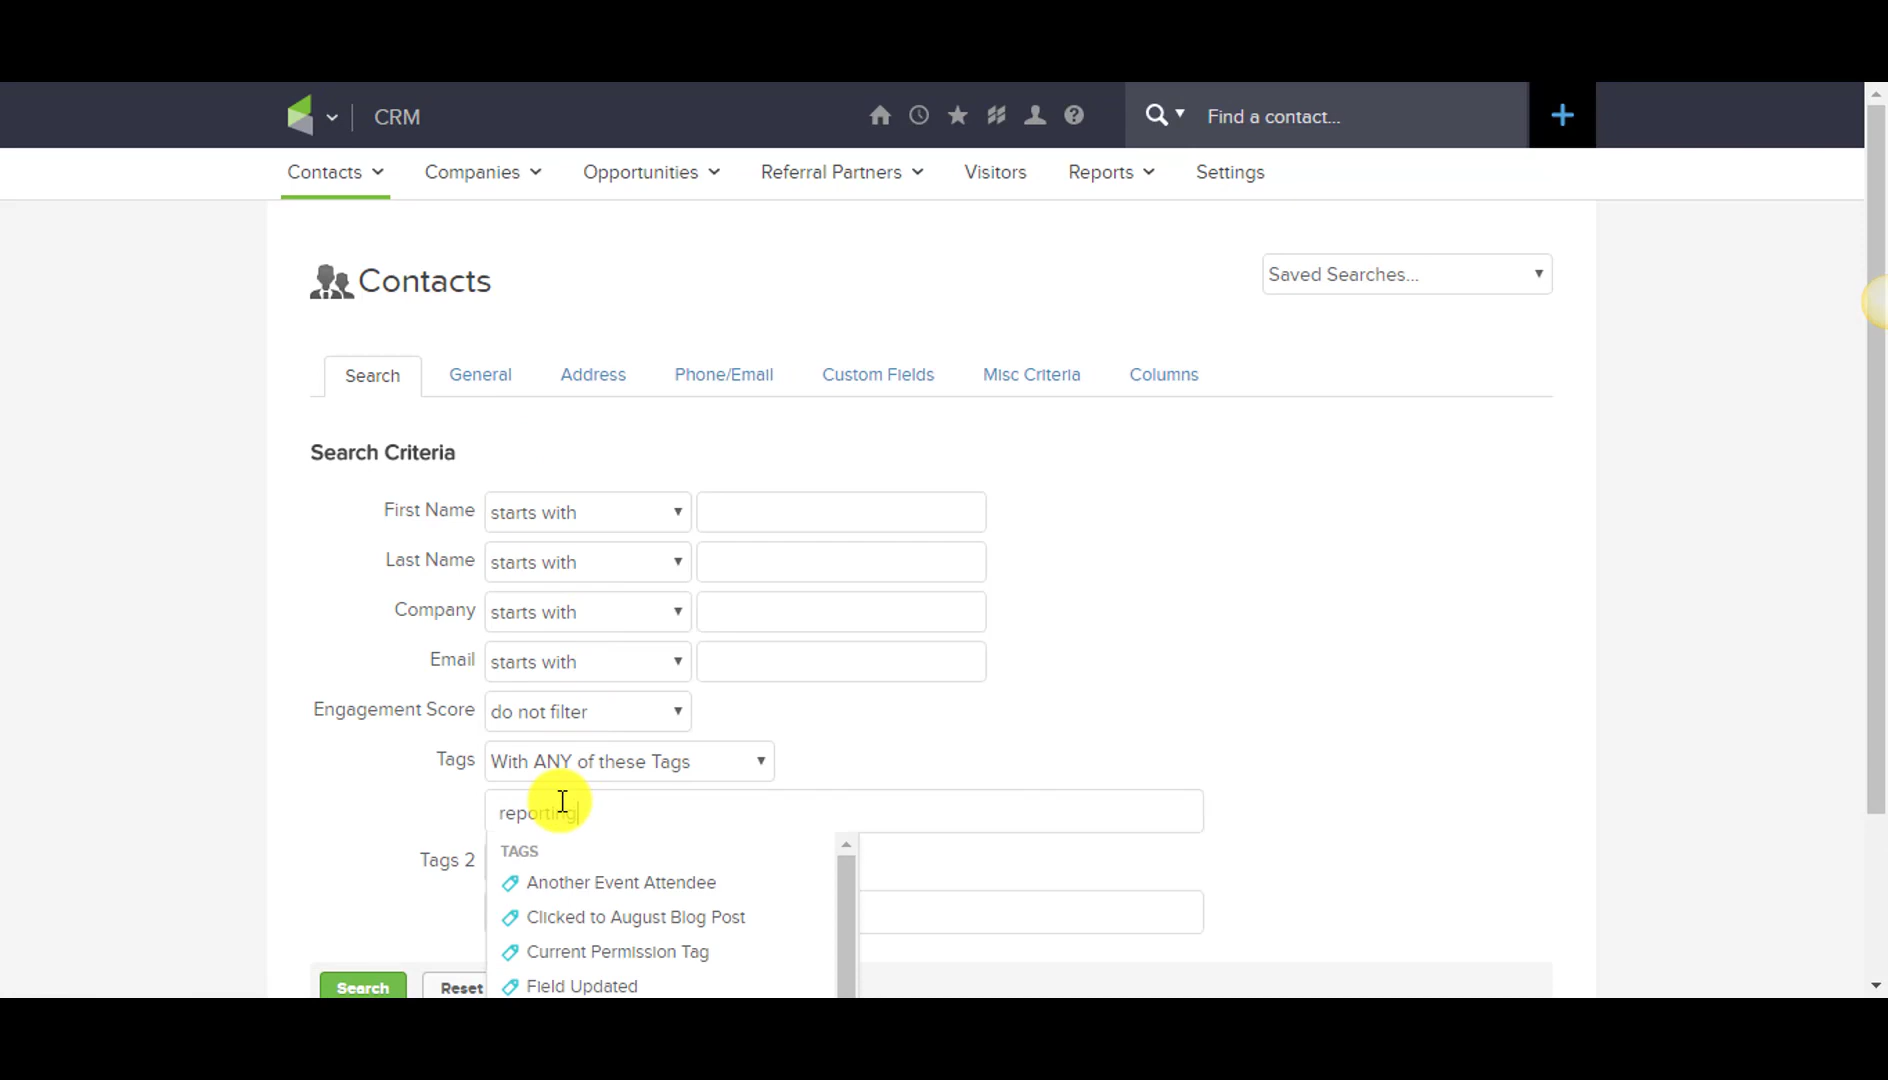 CRM
Find a contact...
Contacts Companies Opportunities Referral Partners Visitors Reports Settings
Contacts
Saved Searches...
Search General Address Phone/Email Custom Fields Misc Criteria Columns
Search Criteria
First Name starts with
Last Name starts with
Company starts with
Email starts with
Engagement Score do not filter
Tags With ANY of these Tags
reporting
TAGS
Tags 2
Another Event Attendee
Clicked to August Blog Post
Current Permission Tag
Field Updated
Search Reset